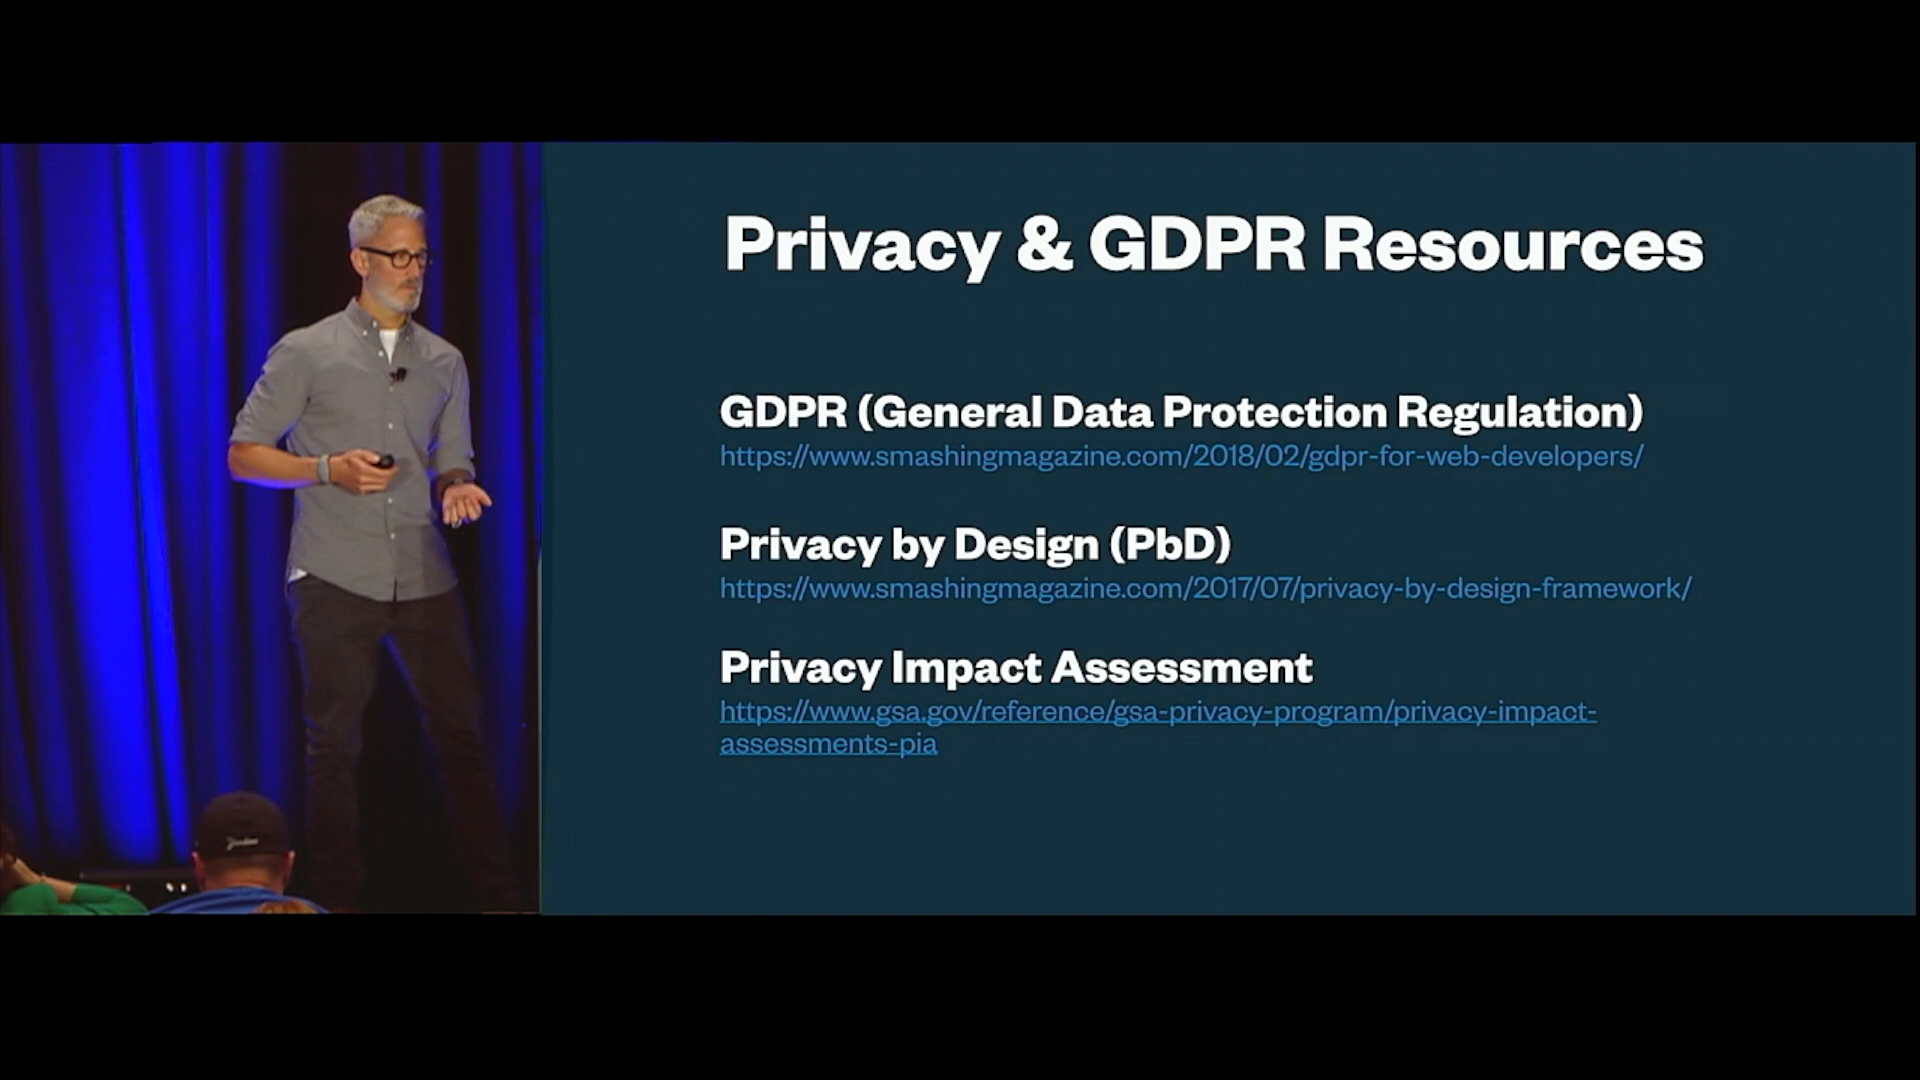 Privacy & GDPR Resources
GDPR (General Data Protection Regulation)
https://www.smashingmagazine.com/2018/02/gdpr-for-web-developers/
Privacy by Design (PbD)
https://www.smashingmagazine.com/2017/07/privacy-by-design-framework/
Privacy Impact Assessment
https://www.gsa.gov/reference/gsa-privacy-program/privacy-impact-
assessments-pia